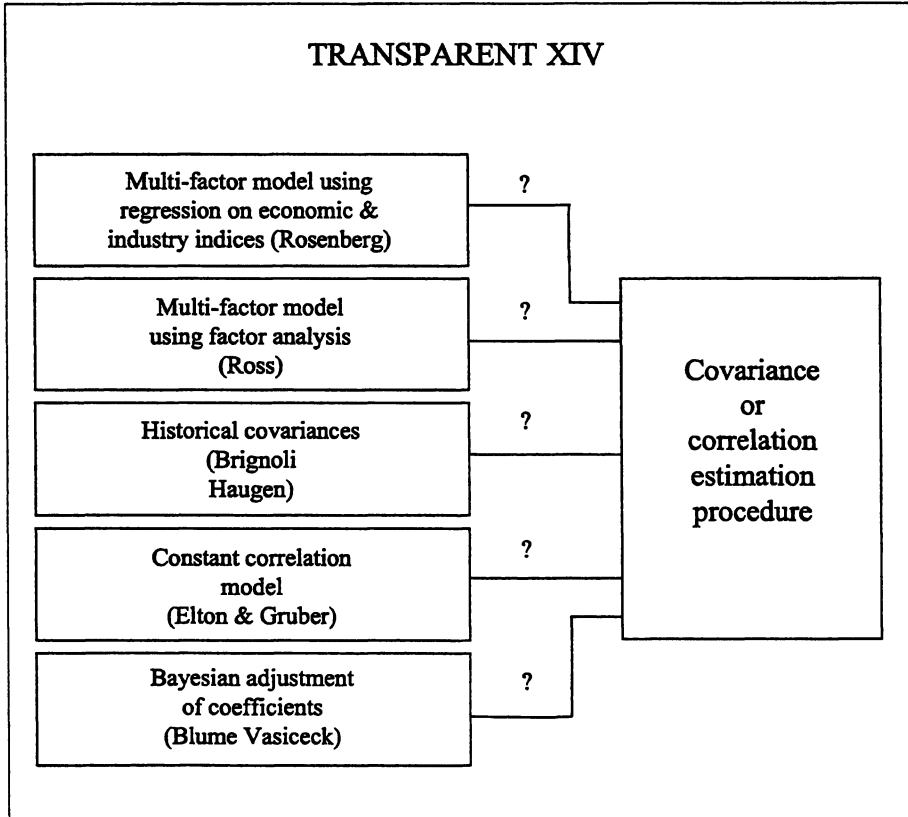 TRANSPARENT XIV
Multi-factor model using
regression on economic &
industry indices (Rosenberg)
?
Multi-factor model
using factor analysis
(Ross)
?
Historical covariances
(Brignoli
Haugen)
?
Constant correlation
model
(Elton & Gruber)
?
Bayesian adjustment
of coefficients
(Blume Vasiceck)
?
Covariance
or
correlation
estimation
procedure